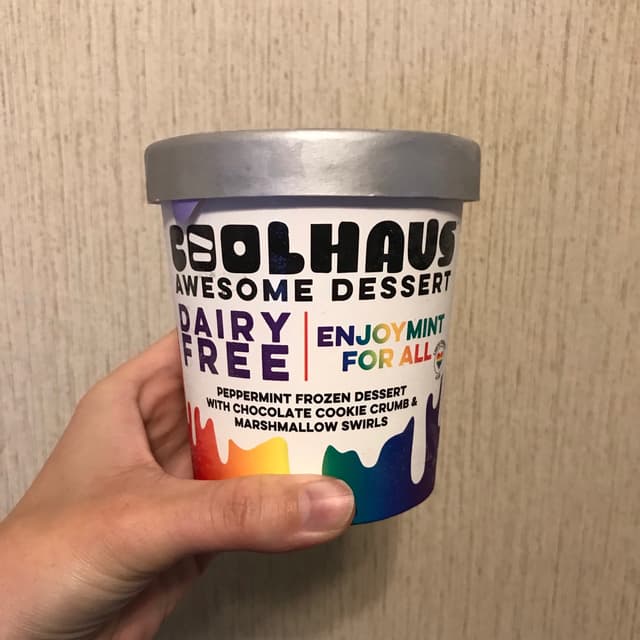 COOLHAUS
AWESOME DESSERT
DAIRY
FREE
ENJOYMINT
FOR ALL
PEPPERMINT FROZEN DESSERT
WITH CHOCOLATE COOKIE CRUMB &
MARSHMALLOW SWIRLS